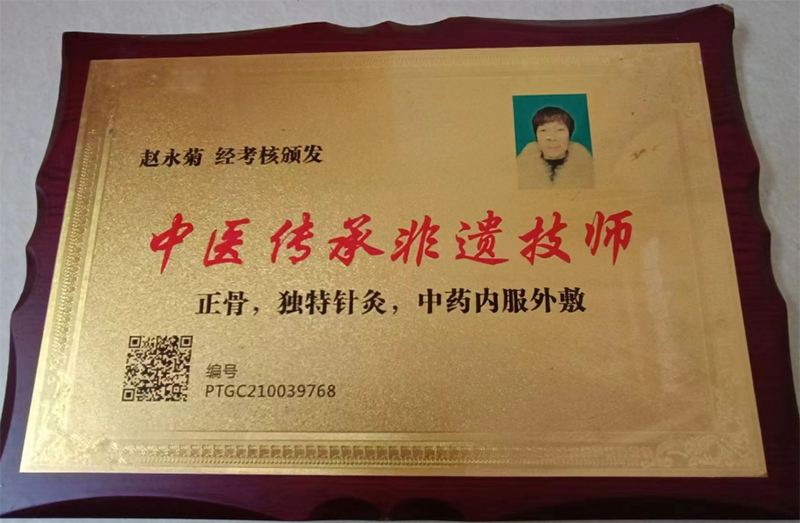 赵永菊 经考核颁发
中医传承非遗技师
正骨，独特针灸，中药内服外敷
编号
PTGC210039768